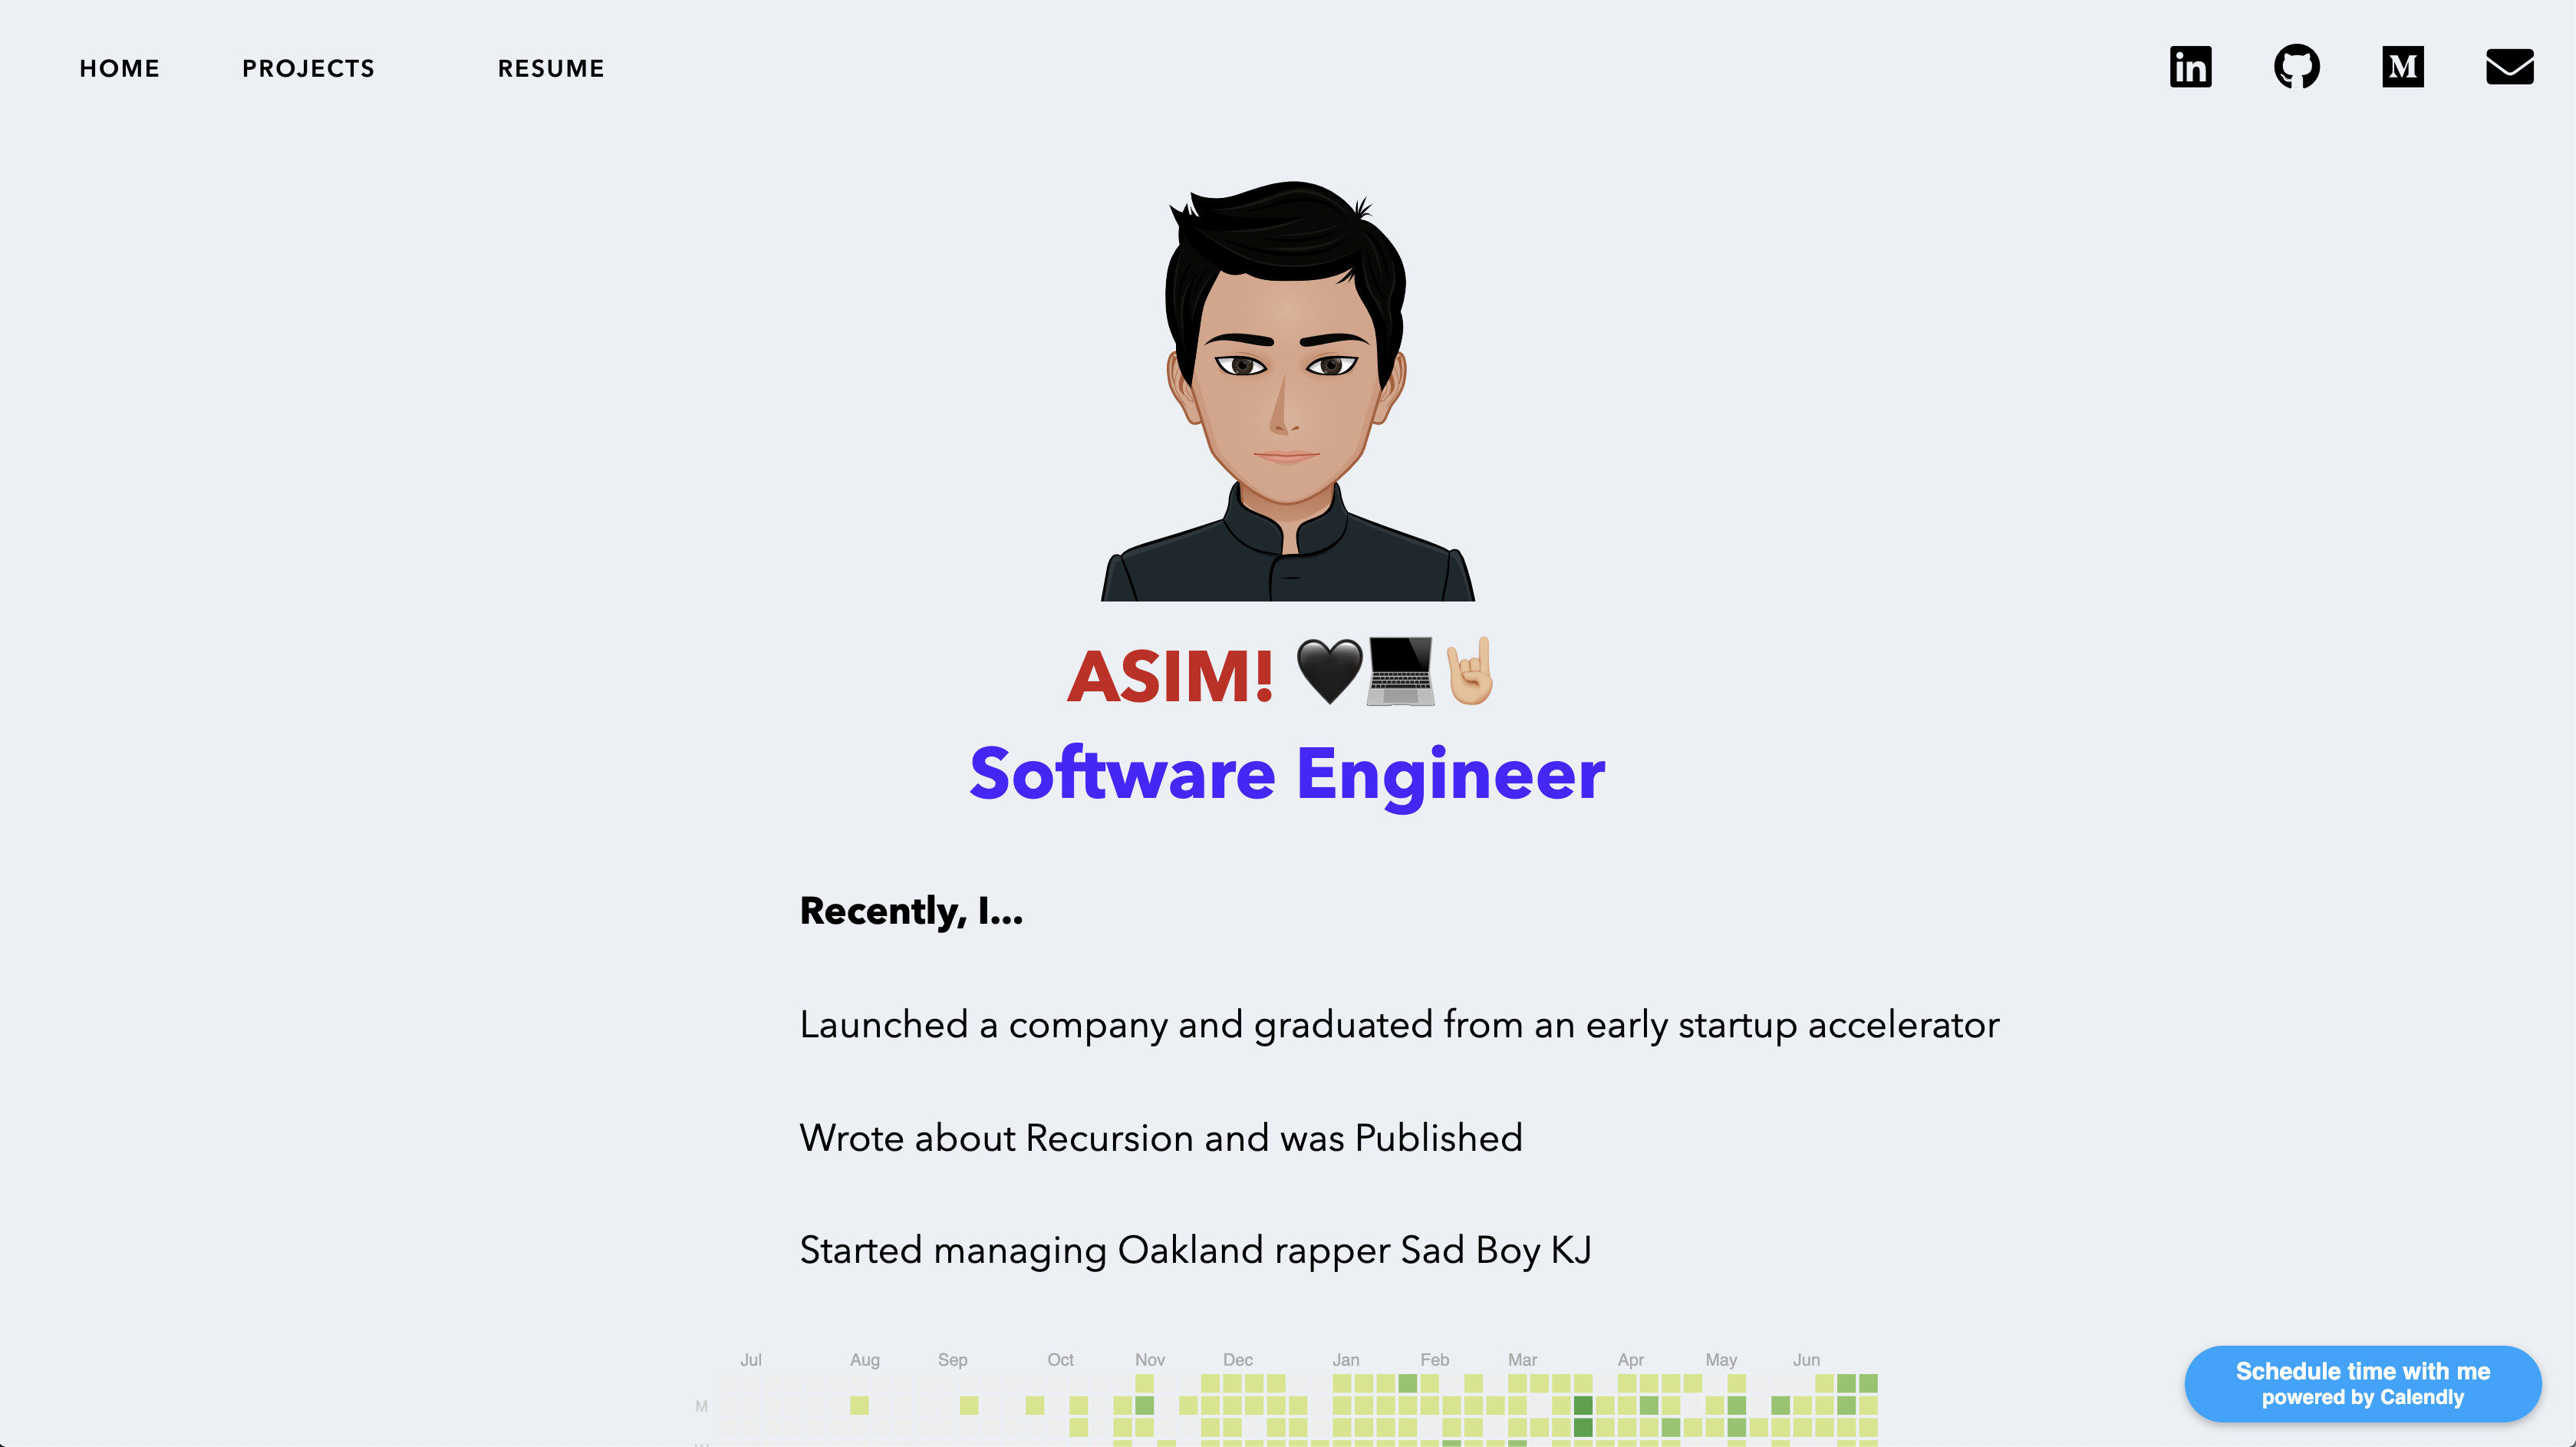 HOME PROJECTS RESUME
M
ASIM! 🖤💻🤘🏼
Software Engineer
Recently, I...
Launched a company and graduated from an early startup accelerator
Wrote about Recursion and was Published
Started managing Oakland rapper Sad Boy KJ
Jul Aug Sep Oct Nov Dec Jan Feb Mar Apr May Jun
M
Schedule time with me
powered by Calendly